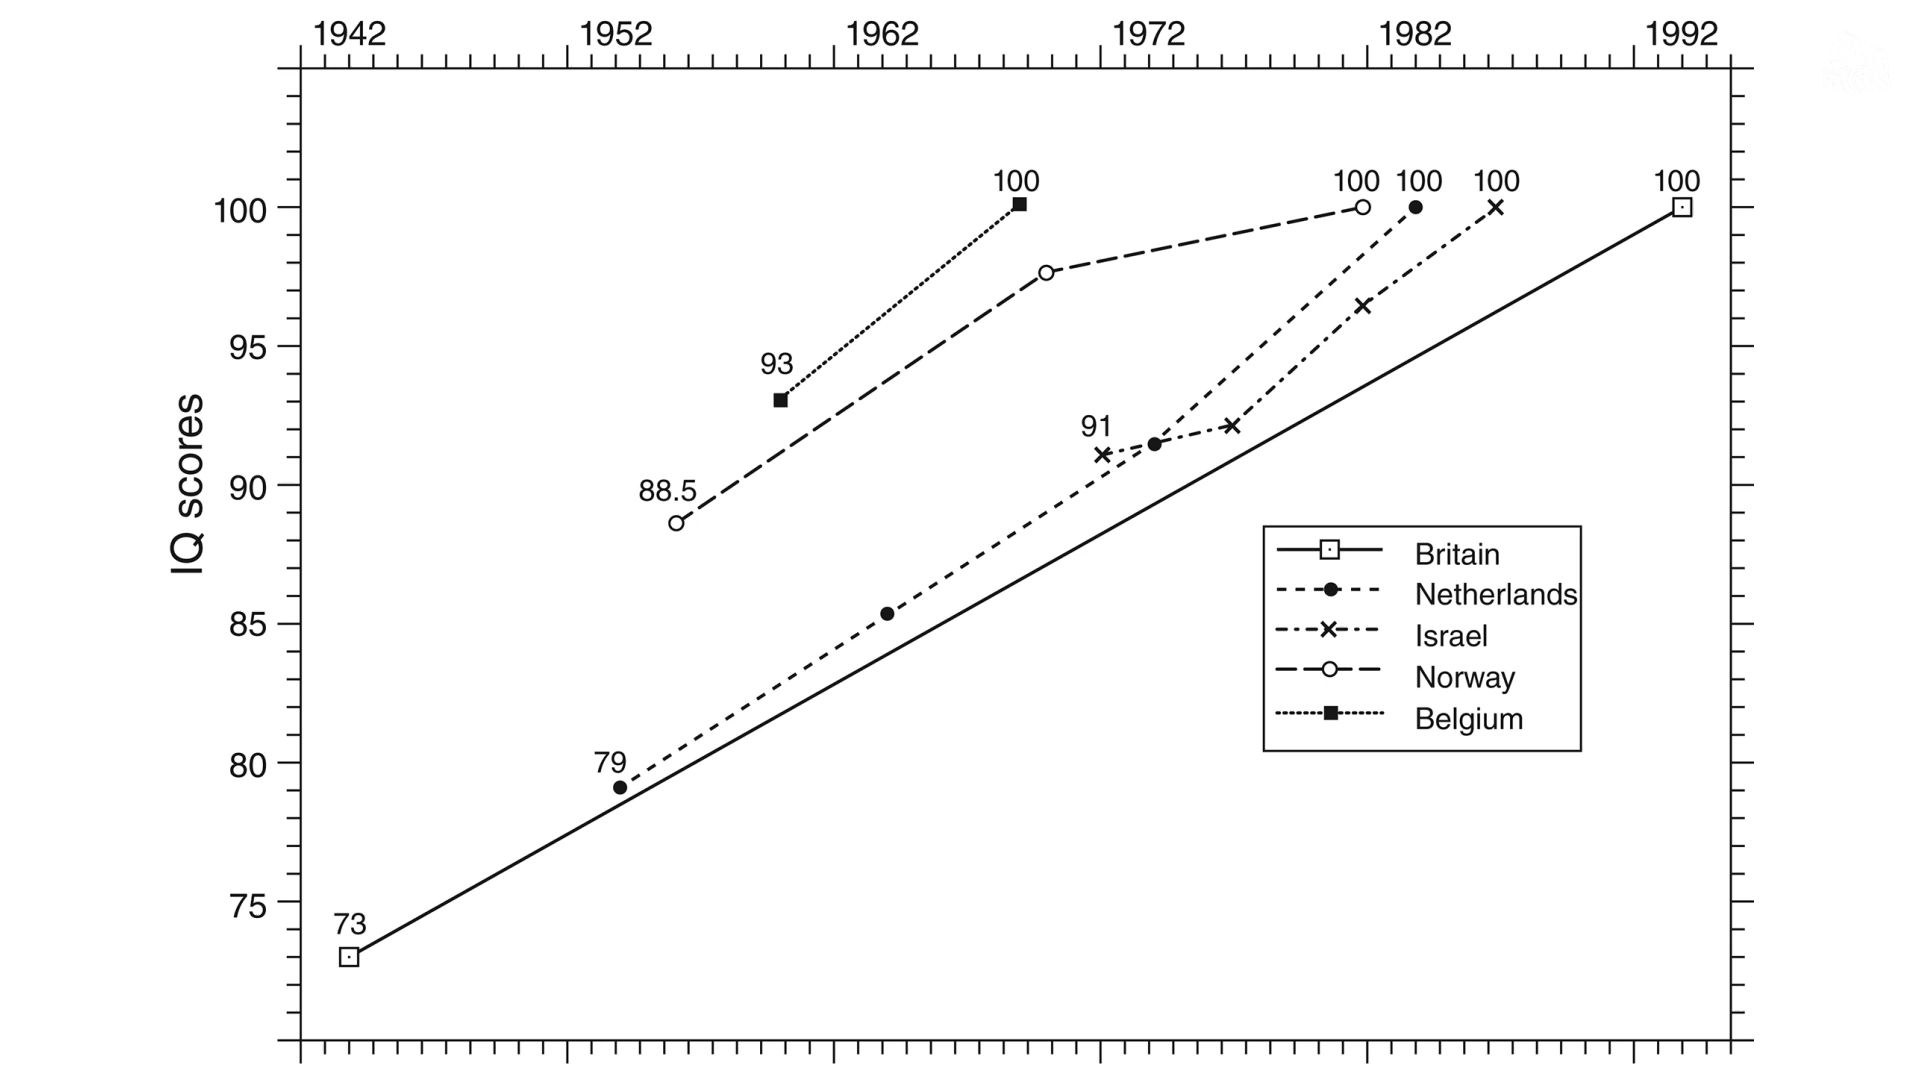 1942 1952 1962 1972 1982 1992
100 100 100 100 100
100
95
93
91
90
88.5
85
80
79
75
73
IQ scores
Britain
Netherlands
Israel
Norway
Belgium